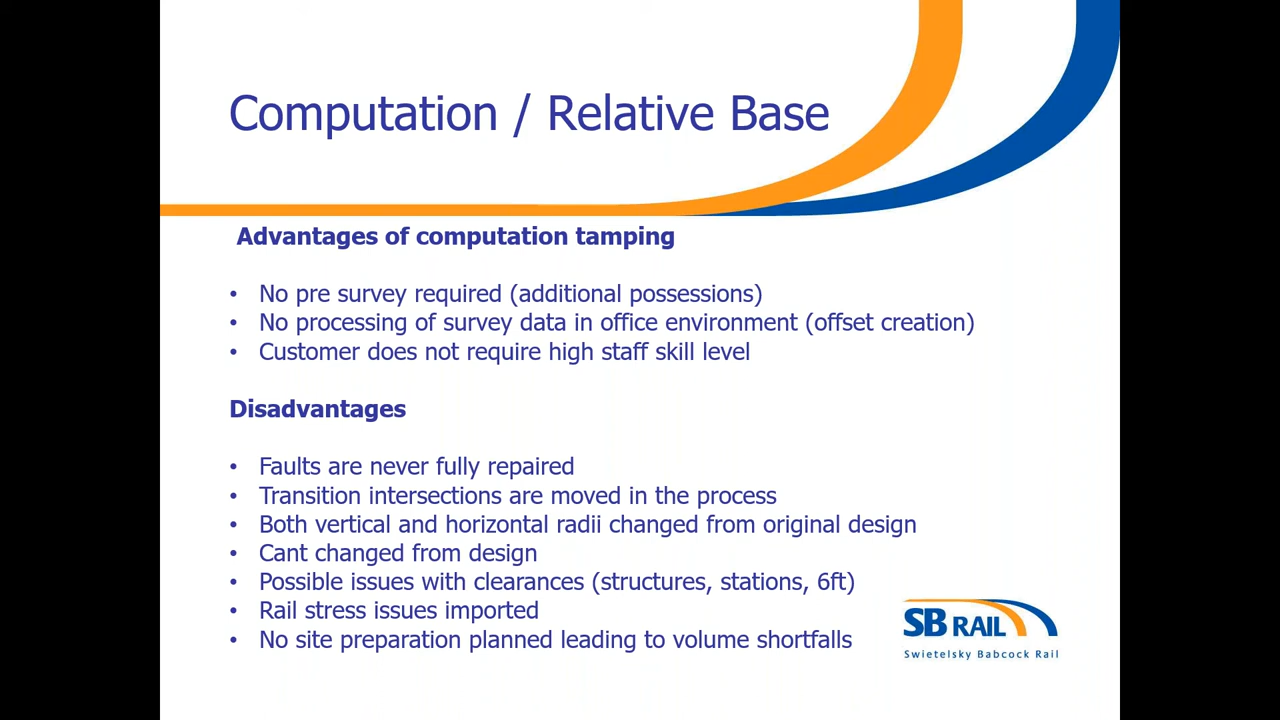 Computation / Relative Base
Advantages of computation tamping
• No pre survey required (additional possessions)
• No processing of survey data in office environment (offset creation)
• Customer does not require high staff skill level
Disadvantages
• Faults are never fully repaired
• Transition intersections are moved in the process
• Both vertical and horizontal radii changed from original design
• Cant changed from design
• Possible issues with clearances (structures, stations, 6ft)
• Rail stress issues imported
• No site preparation planned leading to volume shortfalls
SB RAIL
Swietelsky Babcock Rail